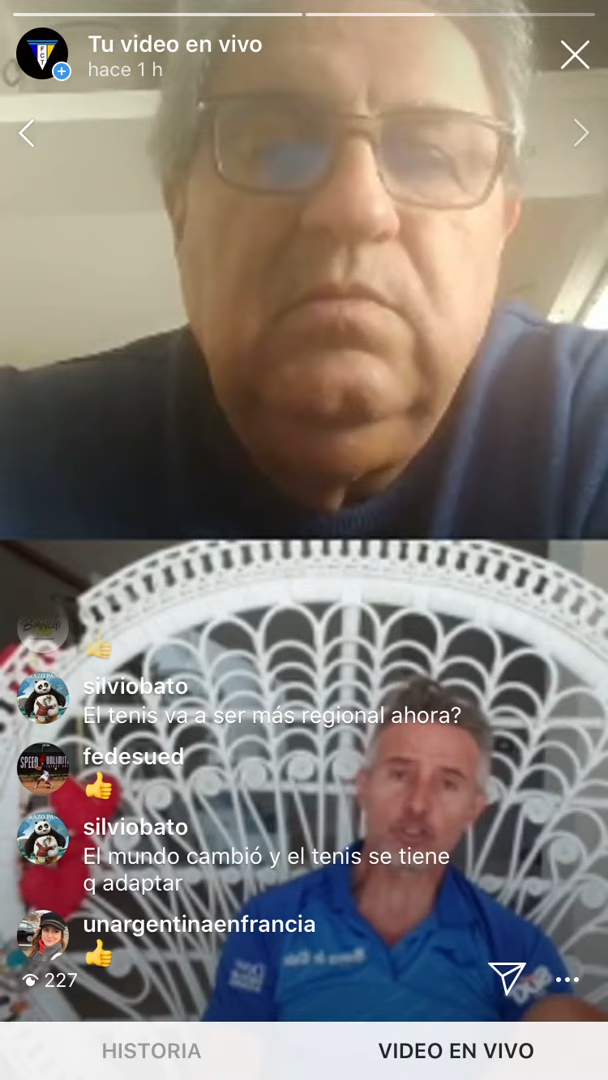 Tu video en vivo
hace 1 h
silviobato
El tenis va a ser más regional ahora?
fedesued
silviobato
El mundo cambió y el tenis se tiene
q adaptar
unargentinaenfrancia
227
HISTORIA
VIDEO EN VIVO